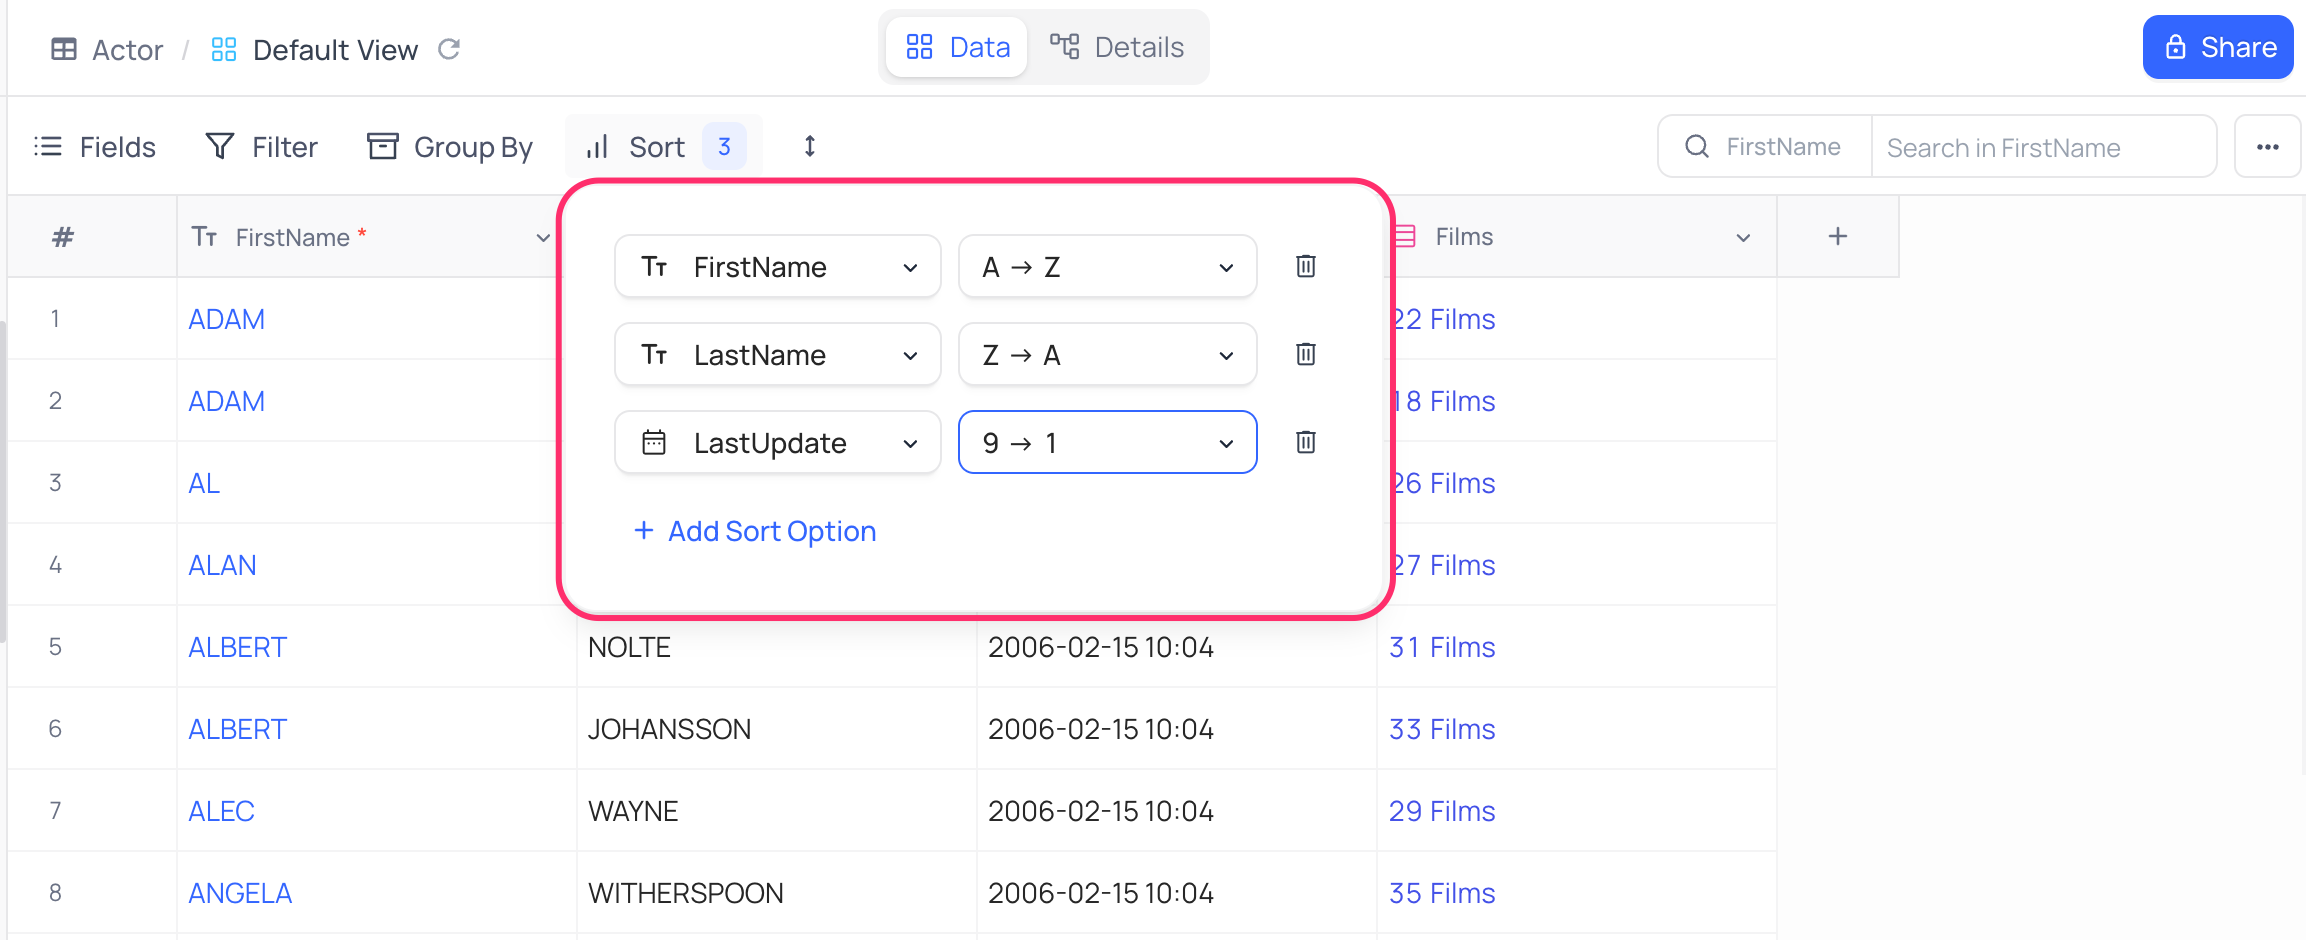 Actor / Default View
Data Details
Share
Fields Filter Group By Sort 3
FirstName Search in FirstName
# FirstName * Films +
FirstName A → Z
LastName Z → A
LastUpdate 9 → 1
+ Add Sort Option
1 ADAM 22 Films
2 ADAM 18 Films
3 AL 26 Films
4 ALAN 27 Films
5 ALBERT NOLTE 2006-02-15 10:04 31 Films
6 ALBERT JOHANSSON 2006-02-15 10:04 33 Films
7 ALEC WAYNE 2006-02-15 10:04 29 Films
8 ANGELA WITHERSPOON 2006-02-15 10:04 35 Films